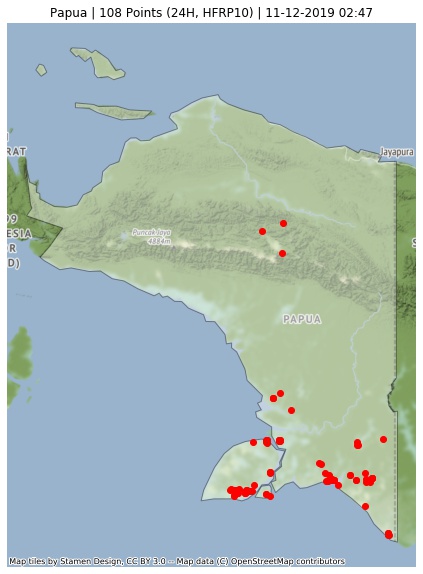 Papua | 108 Points (24H, HFRP10) | 11-12-2019 02:47
RAT
Jayapura
9
ESIA
R
D)
Puncak Jaya
4884m
S
PAPUA
Map tiles by Stamen Design, CC BY 3.0 -- Map data (C) OpenStreetMap contributors